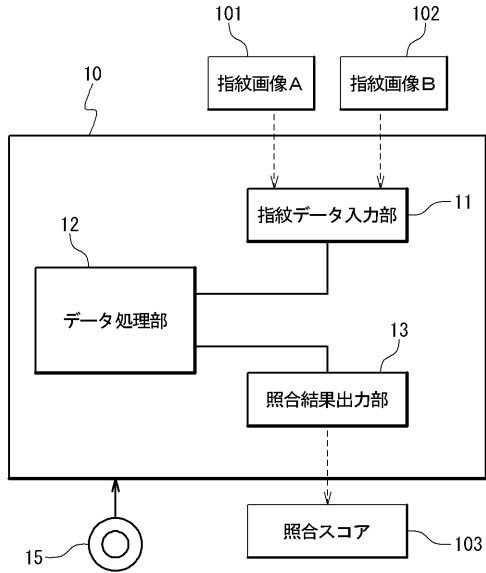 101
102
指紋画像A
指紋画像B
10
指紋データ入力部
11
12
データ処理部
13
照合結果出力部
照合スコア
15
103